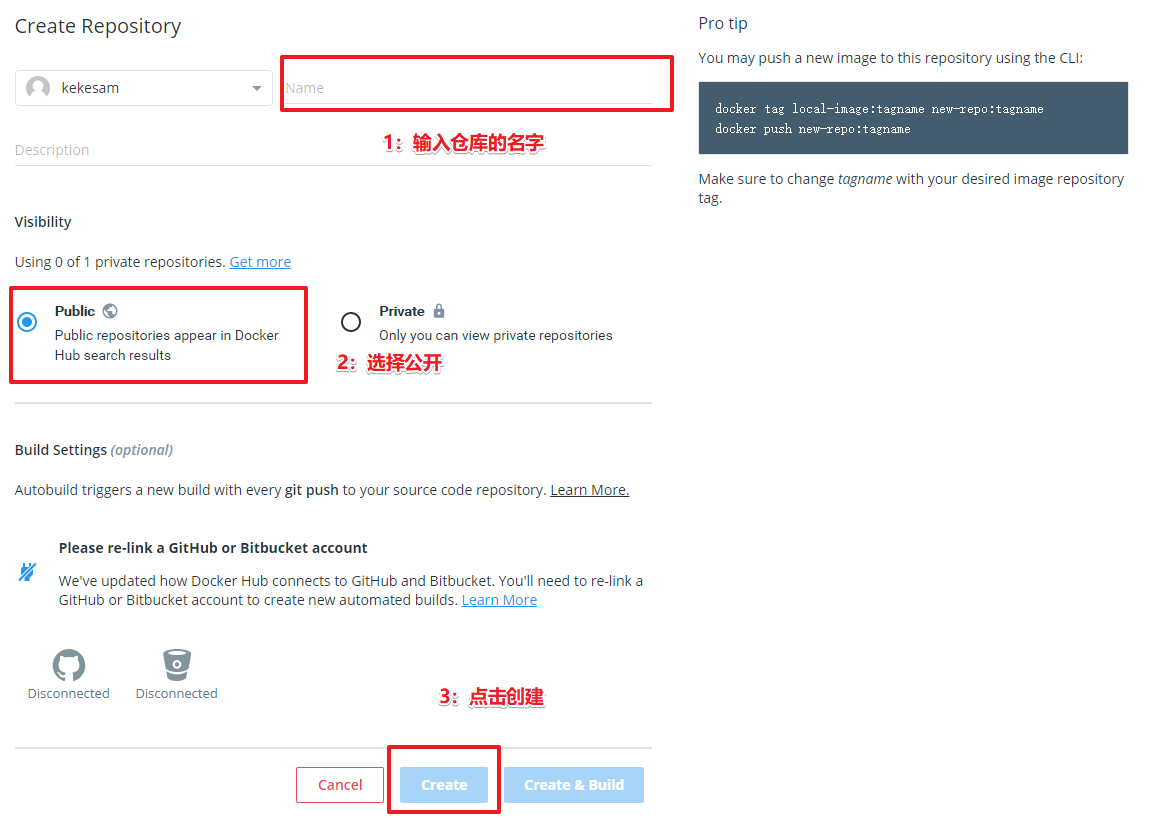 Create Repository
kekesam
Name
1：输入仓库的名字
Description
Visibility
Using 0 of 1 private repositories. Get more
Public
Public repositories appear in Docker
Hub search results
Private
Only you can view private repositories
2：选择公开
Build Settings (optional)
Autobuild triggers a new build with every git push to your source code repository. Learn More.
Please re-link a GitHub or Bitbucket account
We've updated how Docker Hub connects to GitHub and Bitbucket. You'll need to re-link a
GitHub or Bitbucket account to create new automated builds. Learn More
Disconnected
Disconnected
3：点击创建
Cancel
Create
Create & Build
Pro tip
You may push a new image to this repository using the CLI:
docker tag local-image:tagname new-repo:tagname
docker push new-repo:tagname
Make sure to change tagname with your desired image repository
tag.